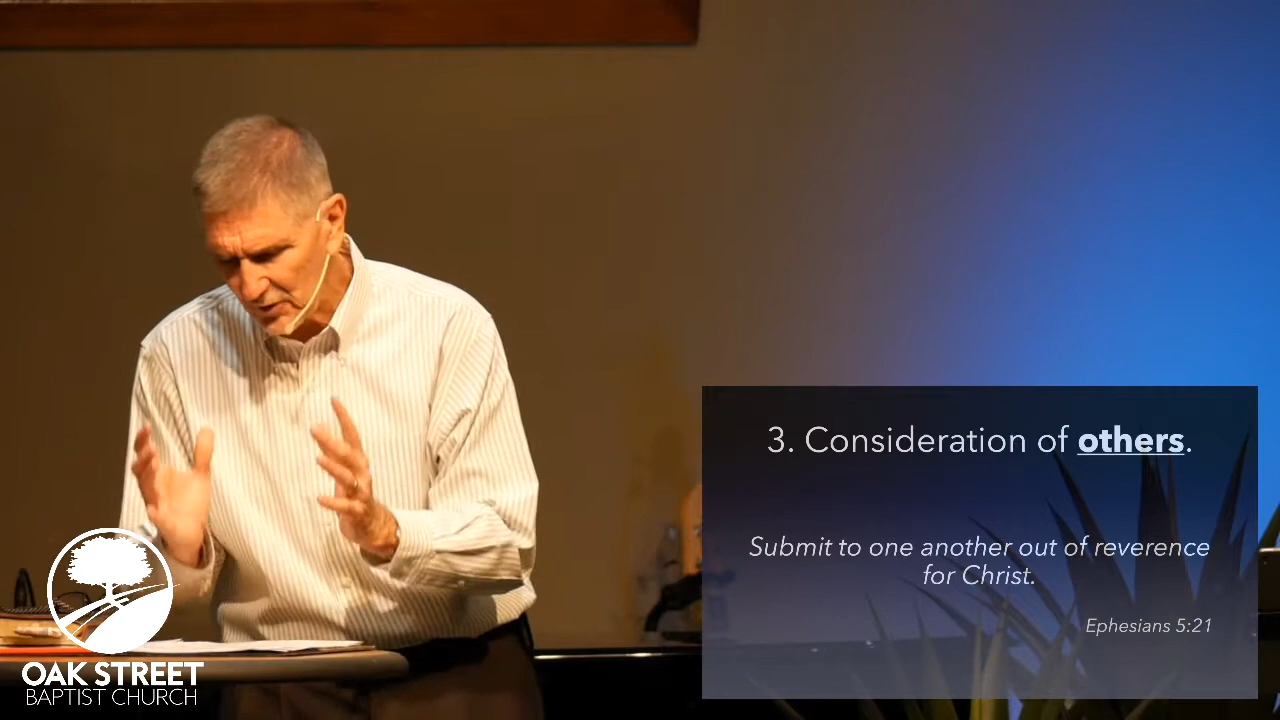 3. Consideration of others.
Submit to one another out of reverence
for Christ.
Ephesians 5:21
OAK STREET
BAPTIST CHURCH